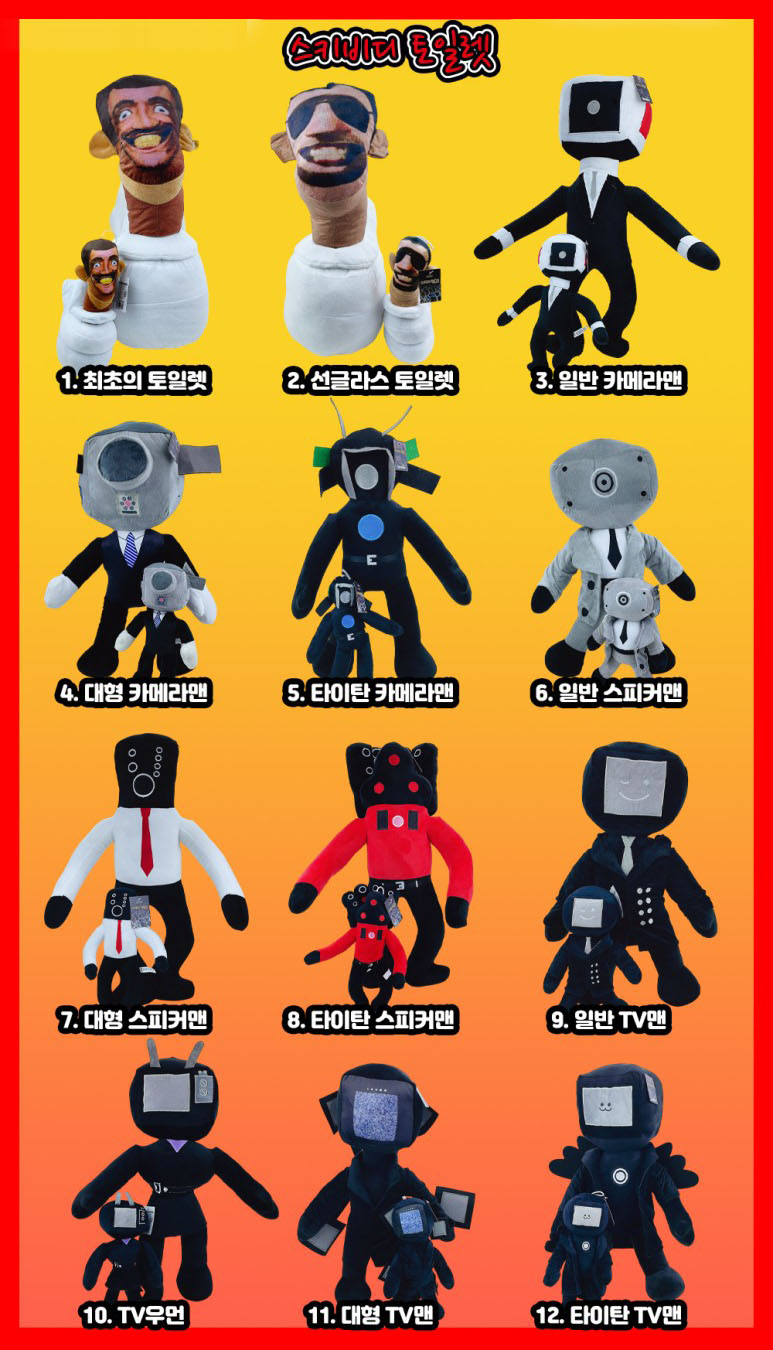 스키비디 토일렛
1. 최초의 토일렛
2. 선글라스 토일렛
3. 일반 카메라맨
4. 대형 카메라맨
5. 타이탄 카메라맨
6. 일반 스피커맨
7. 대형 스피커맨
8. 타이탄 스피커맨
9. 일반 TV맨
10. TV우먼
11. 대형 TV맨
12. 타이탄 TV맨